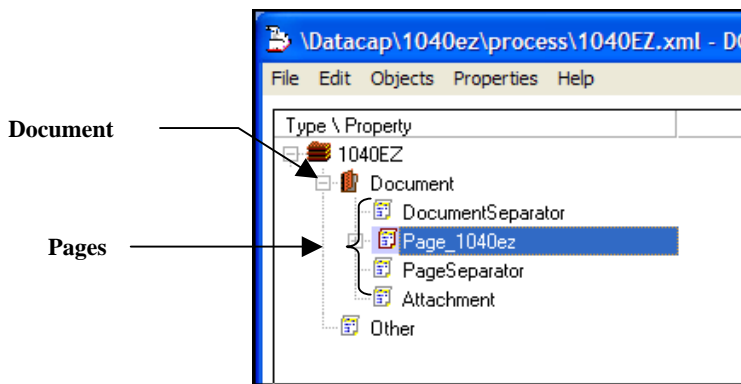 \Datacap\1040ez\process\1040EZ.xml - DC
File Edit Objects Properties Help
Type \ Property
Document
1040EZ
Document
DocumentSeparator
Pages
Page_1040ez
PageSeparator
Attachment
Other